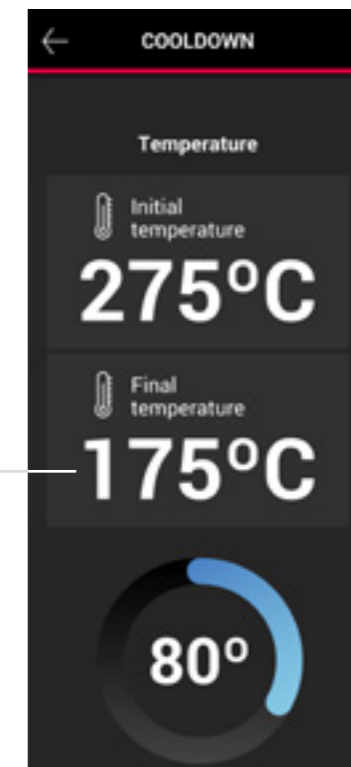 COOLDOWN
Temperature
Initial
temperature
275ºC
Final
temperature
175ºC
80º